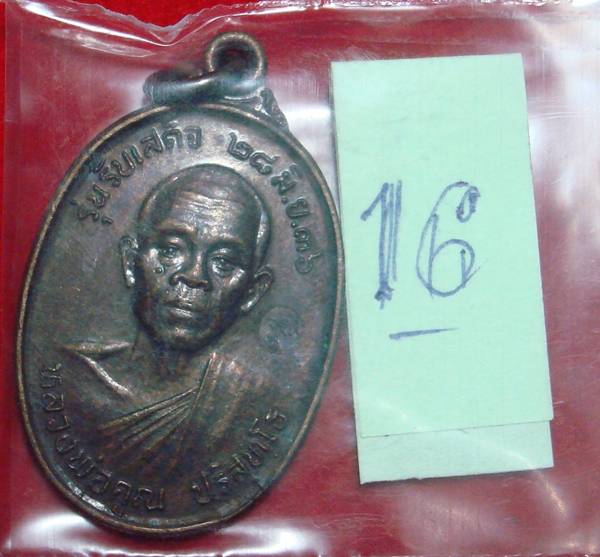 รุ่นรับเสด็จ ๒๘ มิ.ย.๓๖
หลวงพ่อคูณ ปริสุทโธ
16